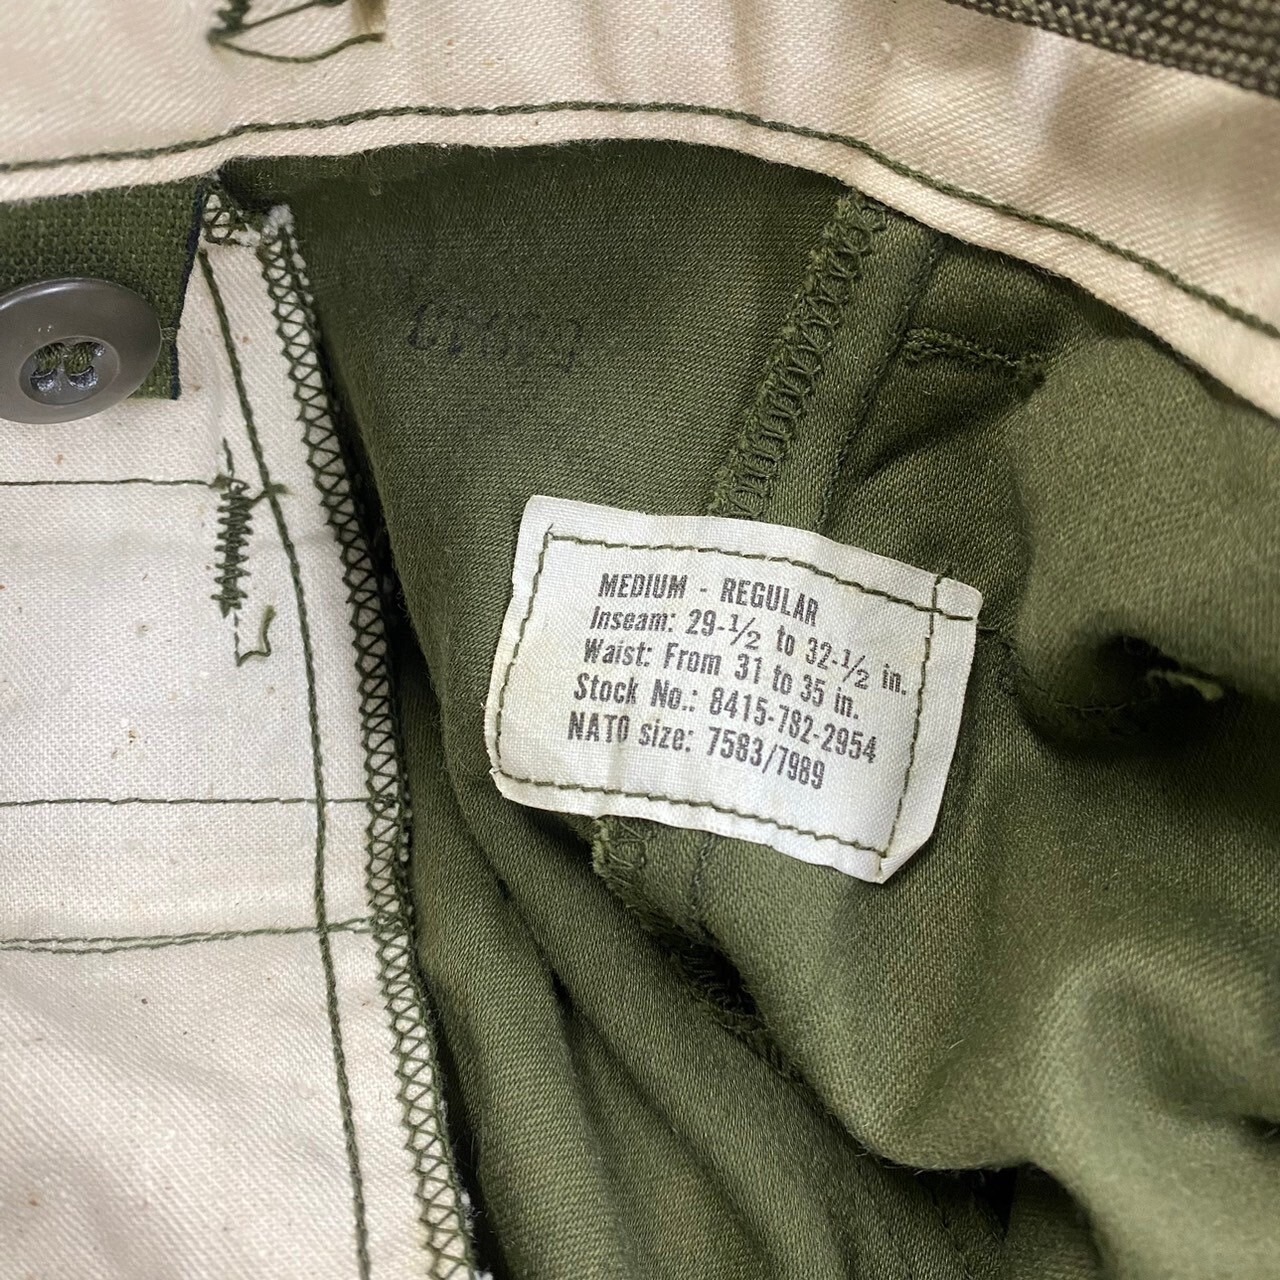 MEDIUM - REGULAR
Inseam: 29-1/2 to 32-1/2 in.
Waist: From 31 to 35 in.
Stock No.: 8415-782-2954
NATO size: 7583/7989